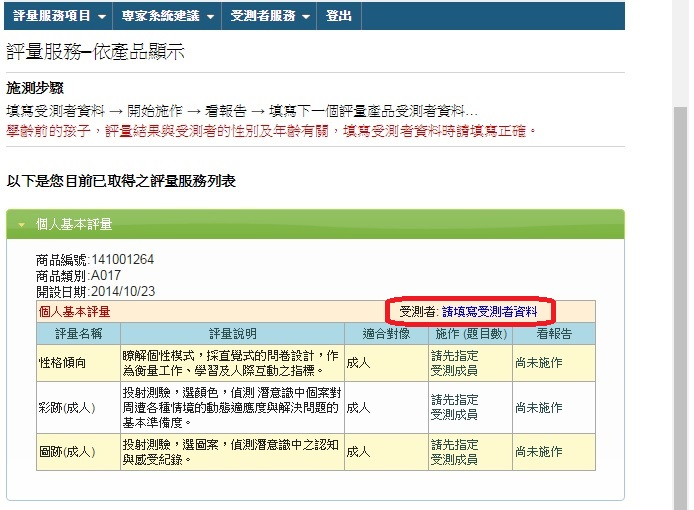 評量服務項目 專家系統建議 受測者服務 登出
評量服務–依產品顯示
施測步驟
填寫受測者資料 → 開始施作 → 看報告 → 填寫下一個評量產品受測者資料...
學齡前的孩子，評量結果與受測者的性別及年齡有關，填寫受測者資料時請填寫正確。
以下是您目前已取得之評量服務列表
個人基本評量
商品編號:141001264
商品類別:A017
開設日期:2014/10/23
個人基本評量 受測者: 請填寫受測者資料
評量名稱 評量說明 適合對像 施作 (題目數) 看報告
性格傾向
瞭解個性模式，採直覺式的問卷設計，作
為衡量工作、學習及人際互動之指標。
成人
請先指定
受測成員
尚未施作
彩跡(成人)
投射測驗，選顏色，偵測 潛意識中個案對
周遭各種情境的動態適應度與解決問題的
基本準備度。
成人
請先指定
受測成員
尚未施作
圖跡(成人)
投射測驗，選圖案，偵測潛意識中之認知
與感受紀錄。
成人
請先指定
受測成員
尚未施作